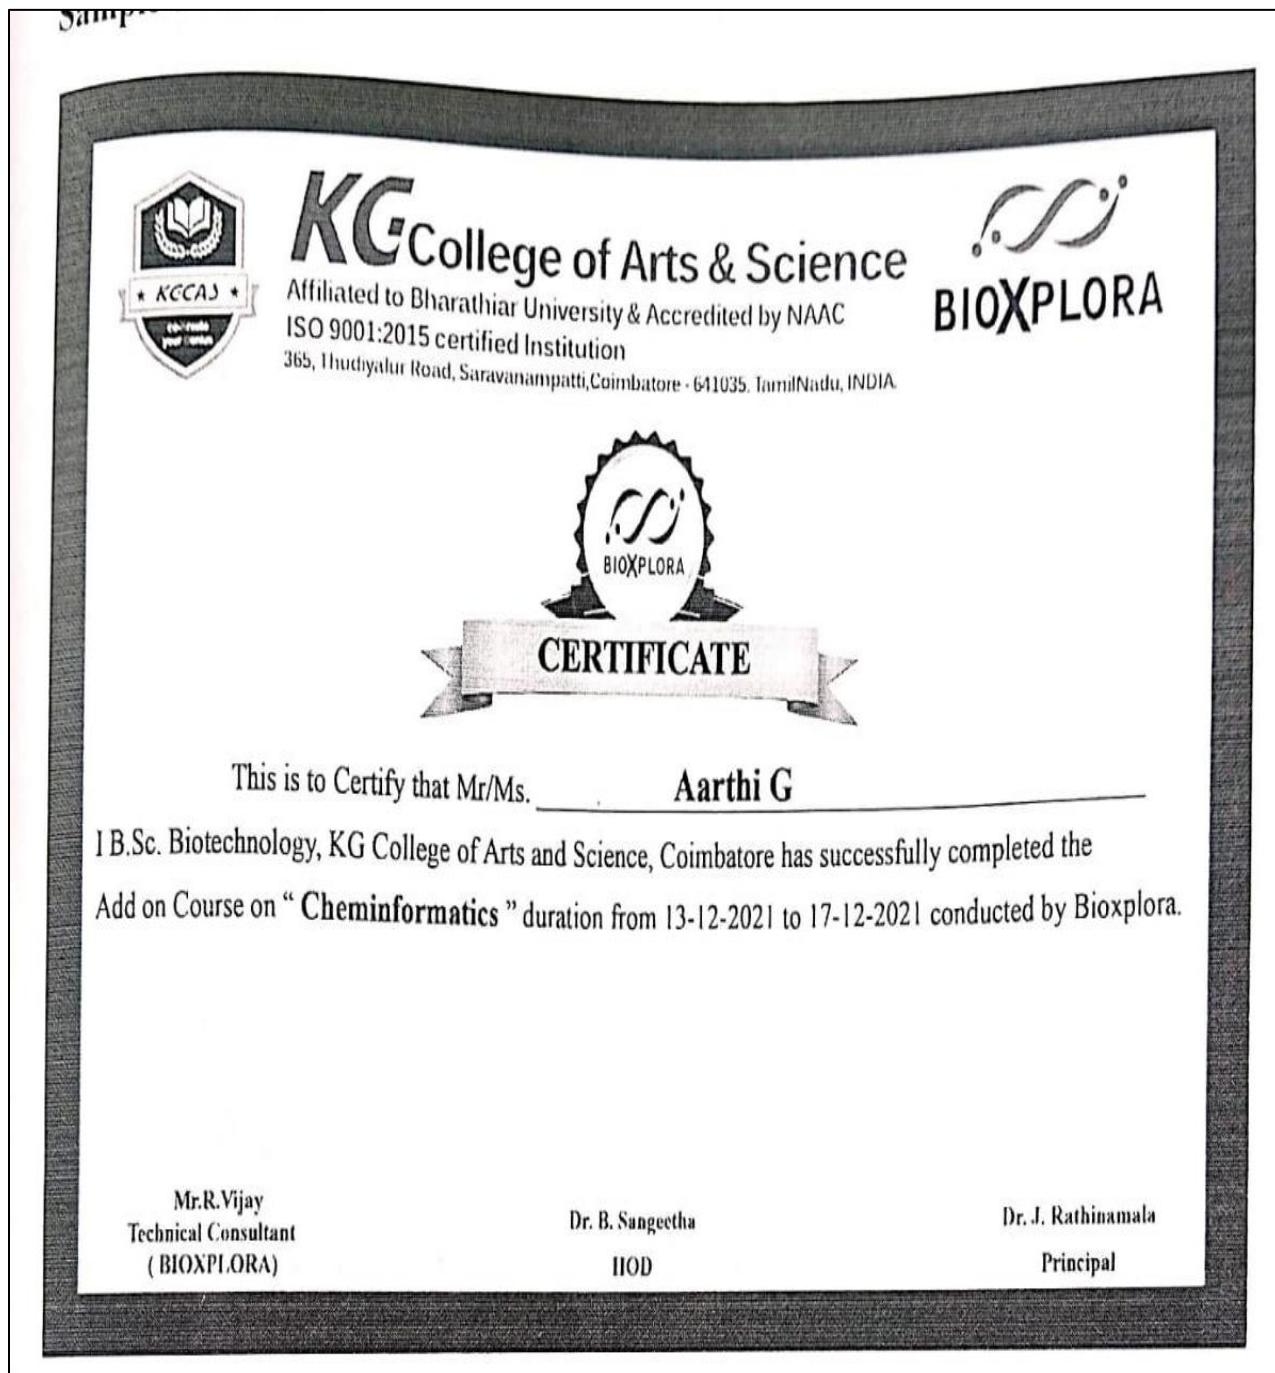 KG College of Arts & Science
Affiliated to Bharathiar University & Accredited by NAAC
ISO 9001:2015 certified Institution
365, Thudiyalur Road, Saravanampatti,Coimbatore - 641035. TamilNadu, INDIA.
★ KGCAS ★
BIOXPLORA
BIOXPLORA
CERTIFICATE
This is to Certify that Mr/Ms. Aarthi G
I B.Sc. Biotechnology, KG College of Arts and Science, Coimbatore has successfully completed the
Add on Course on “ Cheminformatics ” duration from 13-12-2021 to 17-12-2021 conducted by Bioxplora.
Mr.R.Vijay
Technical Consultant
( BIOXPLORA)
Dr. B. Sangeetha
HOD
Dr. J. Rathinamala
Principal